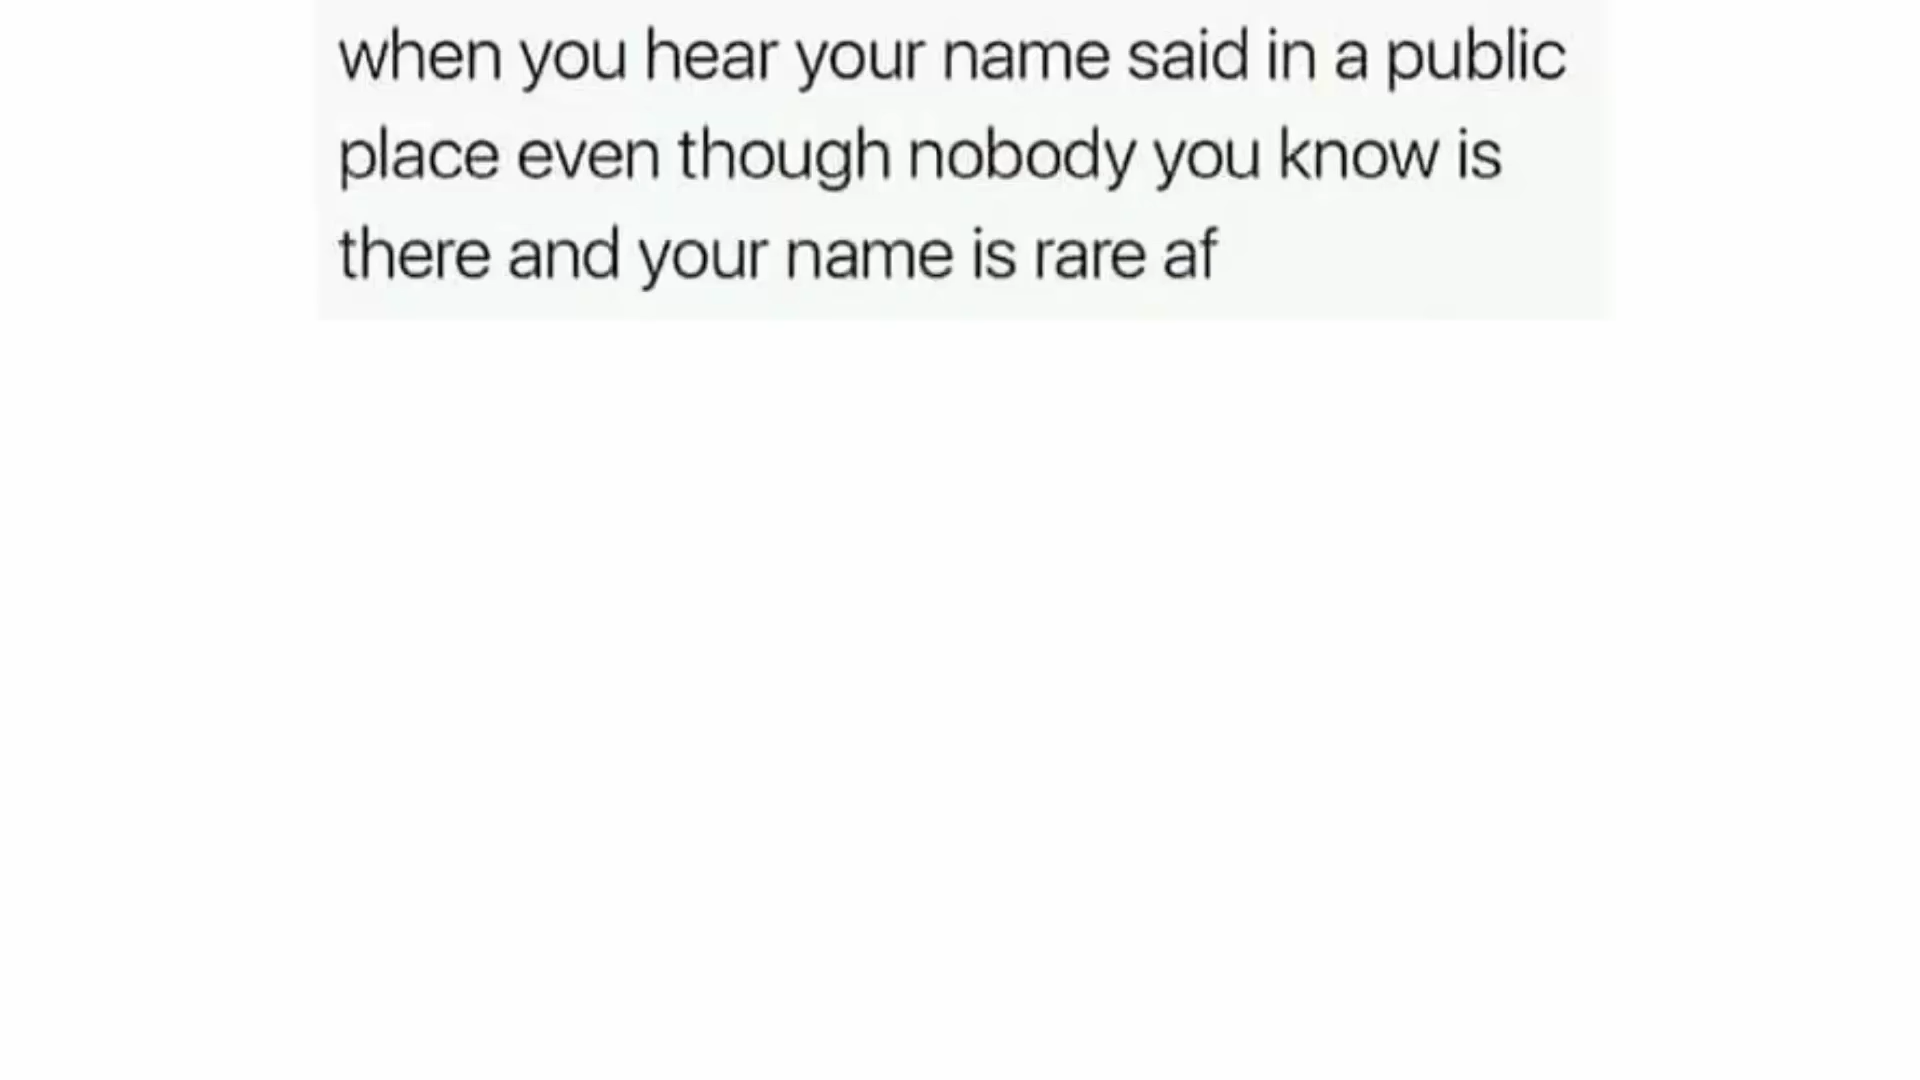 when you hear your name said in a public
place even though nobody you know is
there and your name is rare af